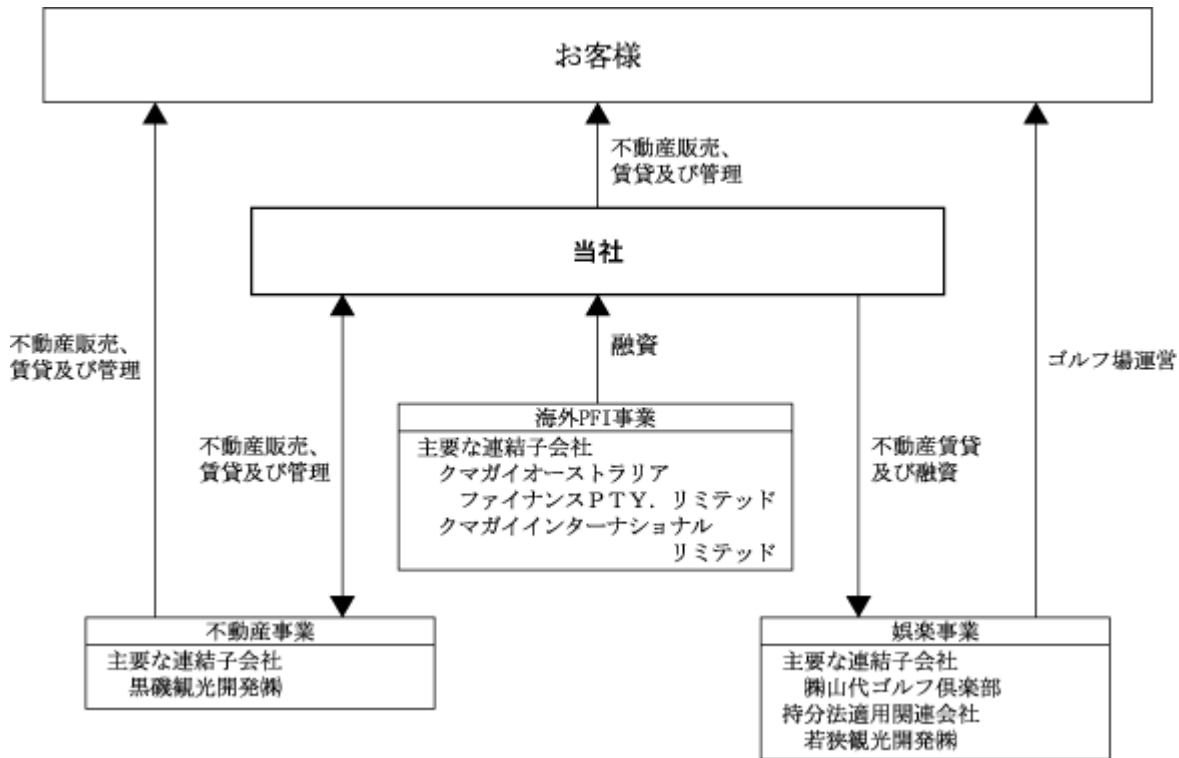 お客様
不動産販売、
賃貸及び管理
当社
不動産販売、
賃貸及び管理
融資
ゴルフ場運営
不動産販売、
賃貸及び管理
不動産賃貸
及び融資
海外PFI事業
主要な連結子会社
クマガイオーストラリア
ファイナンスＰＴＹ．リミテッド
クマガイインターナショナル
リミテッド
不動産事業
主要な連結子会社
黒磯観光開発㈱
娯楽事業
主要な連結子会社
㈱山代ゴルフ倶楽部
持分法適用関連会社
若狭観光開発㈱